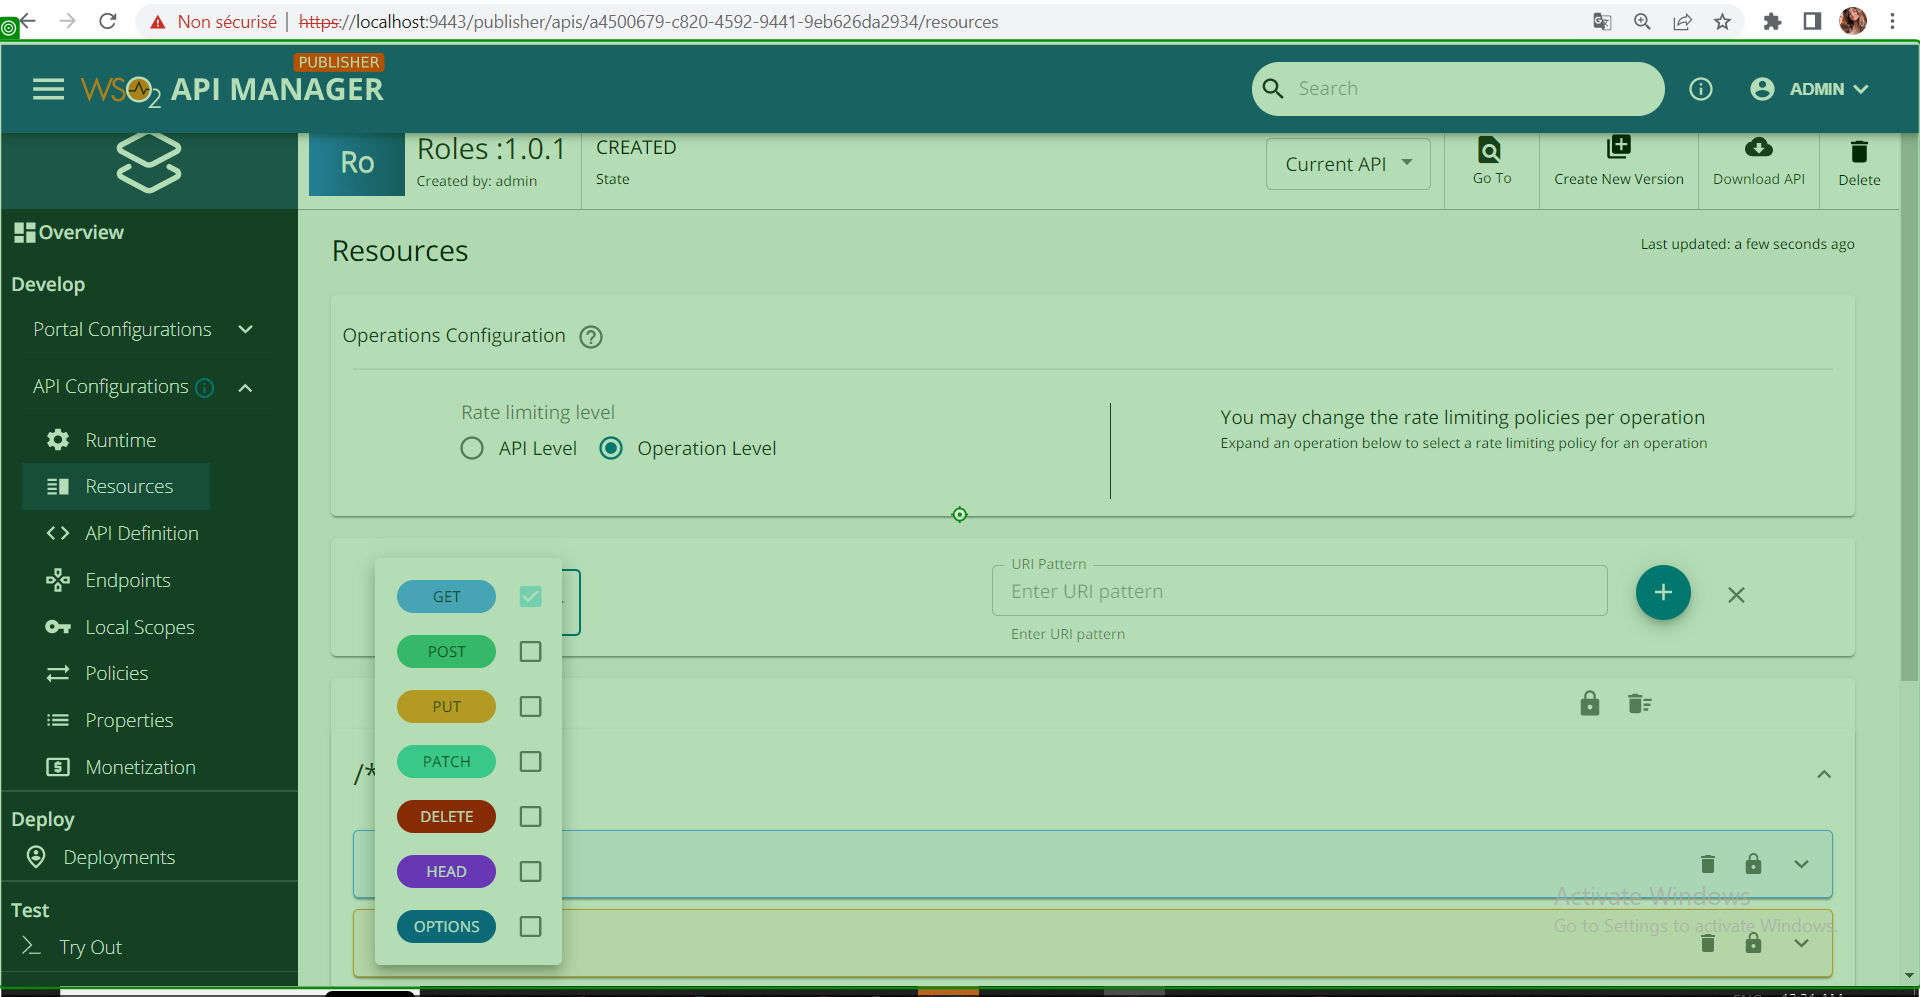 Non sécurisé | https://localhost:9443/publisher/apis/a4500679-c820-4592-9441-9eb626da2934/resources
PUBLISHER
WSO2 API MANAGER
Search
ADMIN
Ro
Roles :1.0.1
Created by: admin
CREATED
State
Current API
Go To
Create New Version
Download API
Delete
Overview
Develop
Portal Configurations
API Configurations
Runtime
Resources
API Definition
Endpoints
Local Scopes
Policies
Properties
Monetization
Deploy
Deployments
Test
Try Out
Resources
Last updated: a few seconds ago
Operations Configuration
Rate limiting level
API Level
Operation Level
You may change the rate limiting policies per operation
Expand an operation below to select a rate limiting policy for an operation
GET
POST
PUT
PATCH
DELETE
HEAD
OPTIONS
URI Pattern
Enter URI pattern
Enter URI pattern
/*
Activate Windows
Go to Settings to activate Windows.